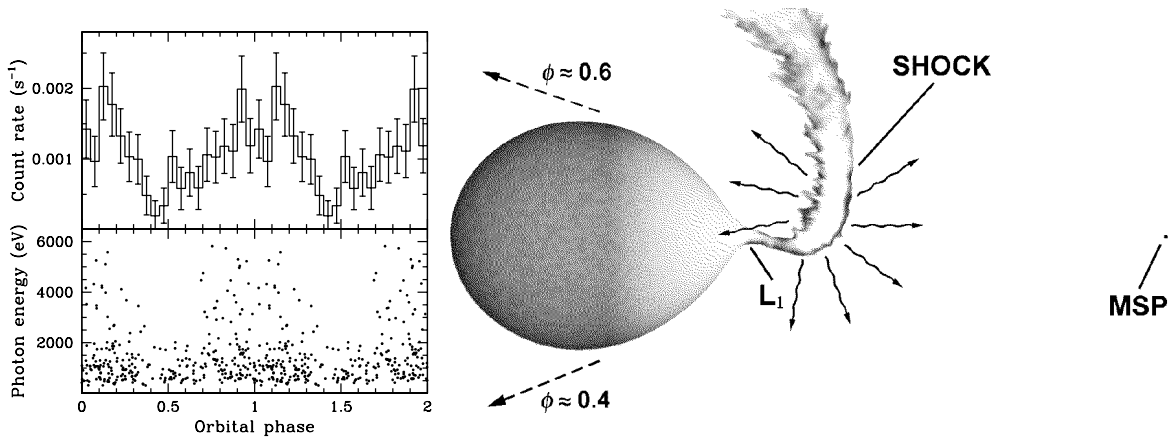 Count rate (s⁻¹)
0.002
0.001
Photon energy (eV)
6000
4000
2000
0
0.5
1
1.5
2
Orbital phase
ϕ ≈ 0.6
SHOCK
L₁
MSP
ϕ ≈ 0.4